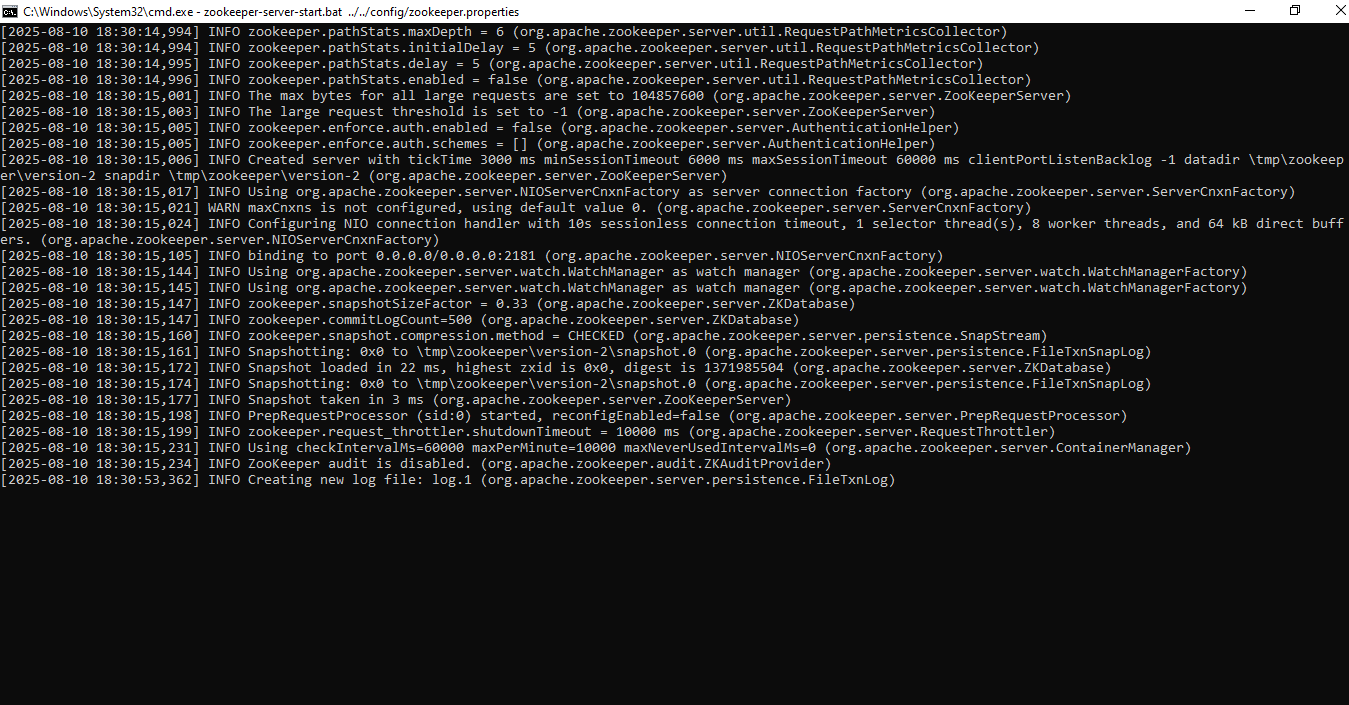 C:\Windows\System32\cmd.exe - zookeeper-server-start.bat ../../config/zookeeper.properties
[2025-08-10 18:30:14,994] INFO zookeeper.pathStats.maxDepth = 6 (org.apache.zookeeper.server.util.RequestPathMetricsCollector)
[2025-08-10 18:30:14,994] INFO zookeeper.pathStats.initialDelay = 5 (org.apache.zookeeper.server.util.RequestPathMetricsCollector)
[2025-08-10 18:30:14,995] INFO zookeeper.pathStats.delay = 5 (org.apache.zookeeper.server.util.RequestPathMetricsCollector)
[2025-08-10 18:30:14,996] INFO zookeeper.pathStats.enabled = false (org.apache.zookeeper.server.util.RequestPathMetricsCollector)
[2025-08-10 18:30:15,001] INFO The max bytes for all large requests are set to 104857600 (org.apache.zookeeper.server.ZooKeeperServer)
[2025-08-10 18:30:15,003] INFO The large request threshold is set to -1 (org.apache.zookeeper.server.ZooKeeperServer)
[2025-08-10 18:30:15,005] INFO zookeeper.enforce.auth.enabled = false (org.apache.zookeeper.server.AuthenticationHelper)
[2025-08-10 18:30:15,005] INFO zookeeper.enforce.auth.schemes = [] (org.apache.zookeeper.server.AuthenticationHelper)
[2025-08-10 18:30:15,006] INFO Created server with tickTime 3000 ms minSessionTimeout 6000 ms maxSessionTimeout 60000 ms clientPortListenBacklog -1 datadir \tmp\zookeep
er\version-2 snapdir \tmp\zookeeper\version-2 (org.apache.zookeeper.server.ZooKeeperServer)
[2025-08-10 18:30:15,017] INFO Using org.apache.zookeeper.server.NIOServerCnxnFactory as server connection factory (org.apache.zookeeper.server.ServerCnxnFactory)
[2025-08-10 18:30:15,021] WARN maxCnxns is not configured, using default value 0. (org.apache.zookeeper.server.ServerCnxnFactory)
[2025-08-10 18:30:15,024] INFO Configuring NIO connection handler with 10s sessionless connection timeout, 1 selector thread(s), 8 worker threads, and 64 kB direct buff
ers. (org.apache.zookeeper.server.NIOServerCnxnFactory)
[2025-08-10 18:30:15,105] INFO binding to port 0.0.0.0/0.0.0.0:2181 (org.apache.zookeeper.server.NIOServerCnxnFactory)
[2025-08-10 18:30:15,144] INFO Using org.apache.zookeeper.server.watch.WatchManager as watch manager (org.apache.zookeeper.server.watch.WatchManagerFactory)
[2025-08-10 18:30:15,145] INFO Using org.apache.zookeeper.server.watch.WatchManager as watch manager (org.apache.zookeeper.server.watch.WatchManagerFactory)
[2025-08-10 18:30:15,147] INFO zookeeper.snapshotSizeFactor = 0.33 (org.apache.zookeeper.server.ZKDatabase)
[2025-08-10 18:30:15,147] INFO zookeeper.commitLogCount=500 (org.apache.zookeeper.server.ZKDatabase)
[2025-08-10 18:30:15,160] INFO zookeeper.snapshot.compression.method = CHECKED (org.apache.zookeeper.server.persistence.SnapStream)
[2025-08-10 18:30:15,161] INFO Snapshotting: 0x0 to \tmp\zookeeper\version-2\snapshot.0 (org.apache.zookeeper.server.persistence.FileTxnSnapLog)
[2025-08-10 18:30:15,172] INFO Snapshot loaded in 22 ms, highest zxid is 0x0, digest is 1371985504 (org.apache.zookeeper.server.ZKDatabase)
[2025-08-10 18:30:15,174] INFO Snapshotting: 0x0 to \tmp\zookeeper\version-2\snapshot.0 (org.apache.zookeeper.server.persistence.FileTxnSnapLog)
[2025-08-10 18:30:15,177] INFO Snapshot taken in 3 ms (org.apache.zookeeper.server.ZooKeeperServer)
[2025-08-10 18:30:15,198] INFO PrepRequestProcessor (sid:0) started, reconfigEnabled=false (org.apache.zookeeper.server.PrepRequestProcessor)
[2025-08-10 18:30:15,199] INFO zookeeper.request_throttler.shutdownTimeout = 10000 ms (org.apache.zookeeper.server.RequestThrottler)
[2025-08-10 18:30:15,231] INFO Using checkIntervalMs=60000 maxPerMinute=10000 maxNeverUsedIntervalMs=0 (org.apache.zookeeper.server.ContainerManager)
[2025-08-10 18:30:15,234] INFO ZooKeeper audit is disabled. (org.apache.zookeeper.audit.ZKAuditProvider)
[2025-08-10 18:30:53,362] INFO Creating new log file: log.1 (org.apache.zookeeper.server.persistence.FileTxnLog)